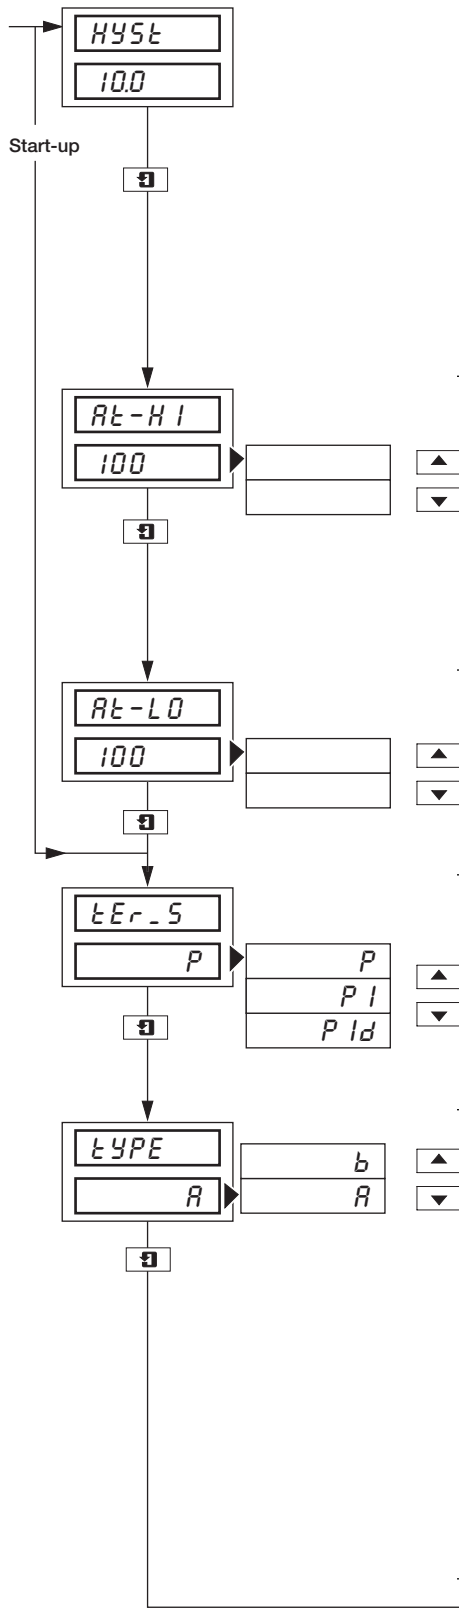 HYSt
10.0
Start-up
At-HI
100
At-LO
100
tEr_S
P
P
PI
PId
tYPE
A
b
A